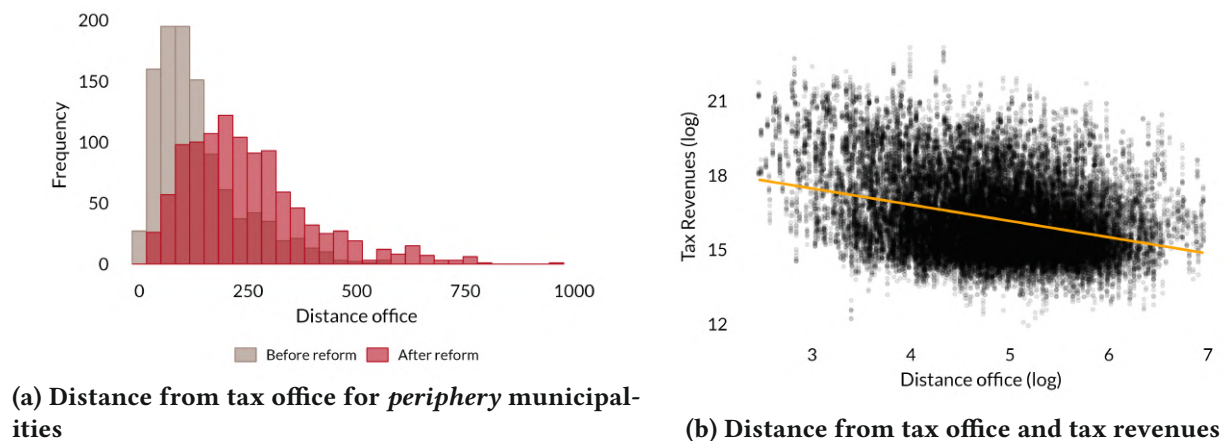 200
150
100
50
0
Frequency
0 250 500 750 1000
Distance office
Before reform After reform
(a) Distance from tax office for periphery municipal-
ities
21
18
15
12
Tax Revenues (log)
3 4 5 6 7
Distance office (log)
(b) Distance from tax office and tax revenues